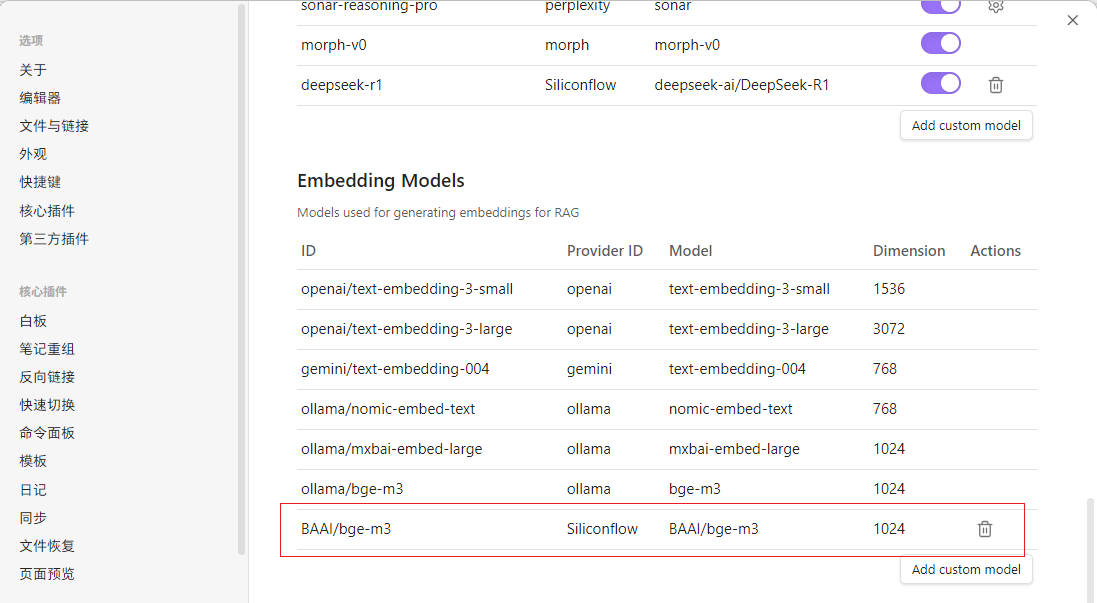 选项
关于
编辑器
文件与链接
外观
快捷键
核心插件
第三方插件
核心插件
白板
笔记重组
反向链接
快速切换
命令面板
模板
日记
同步
文件恢复
页面预览
sonar-reasoning-pro perplexity sonar
morph-v0 morph morph-v0
deepseek-r1 Siliconflow deepseek-ai/DeepSeek-R1
Add custom model
Embedding Models
Models used for generating embeddings for RAG
ID Provider ID Model Dimension Actions
openai/text-embedding-3-small openai text-embedding-3-small 1536
openai/text-embedding-3-large openai text-embedding-3-large 3072
gemini/text-embedding-004 gemini text-embedding-004 768
ollama/nomic-embed-text ollama nomic-embed-text 768
ollama/mxbai-embed-large ollama mxbai-embed-large 1024
ollama/bge-m3 ollama bge-m3 1024
BAAI/bge-m3 Siliconflow BAAI/bge-m3 1024
Add custom model